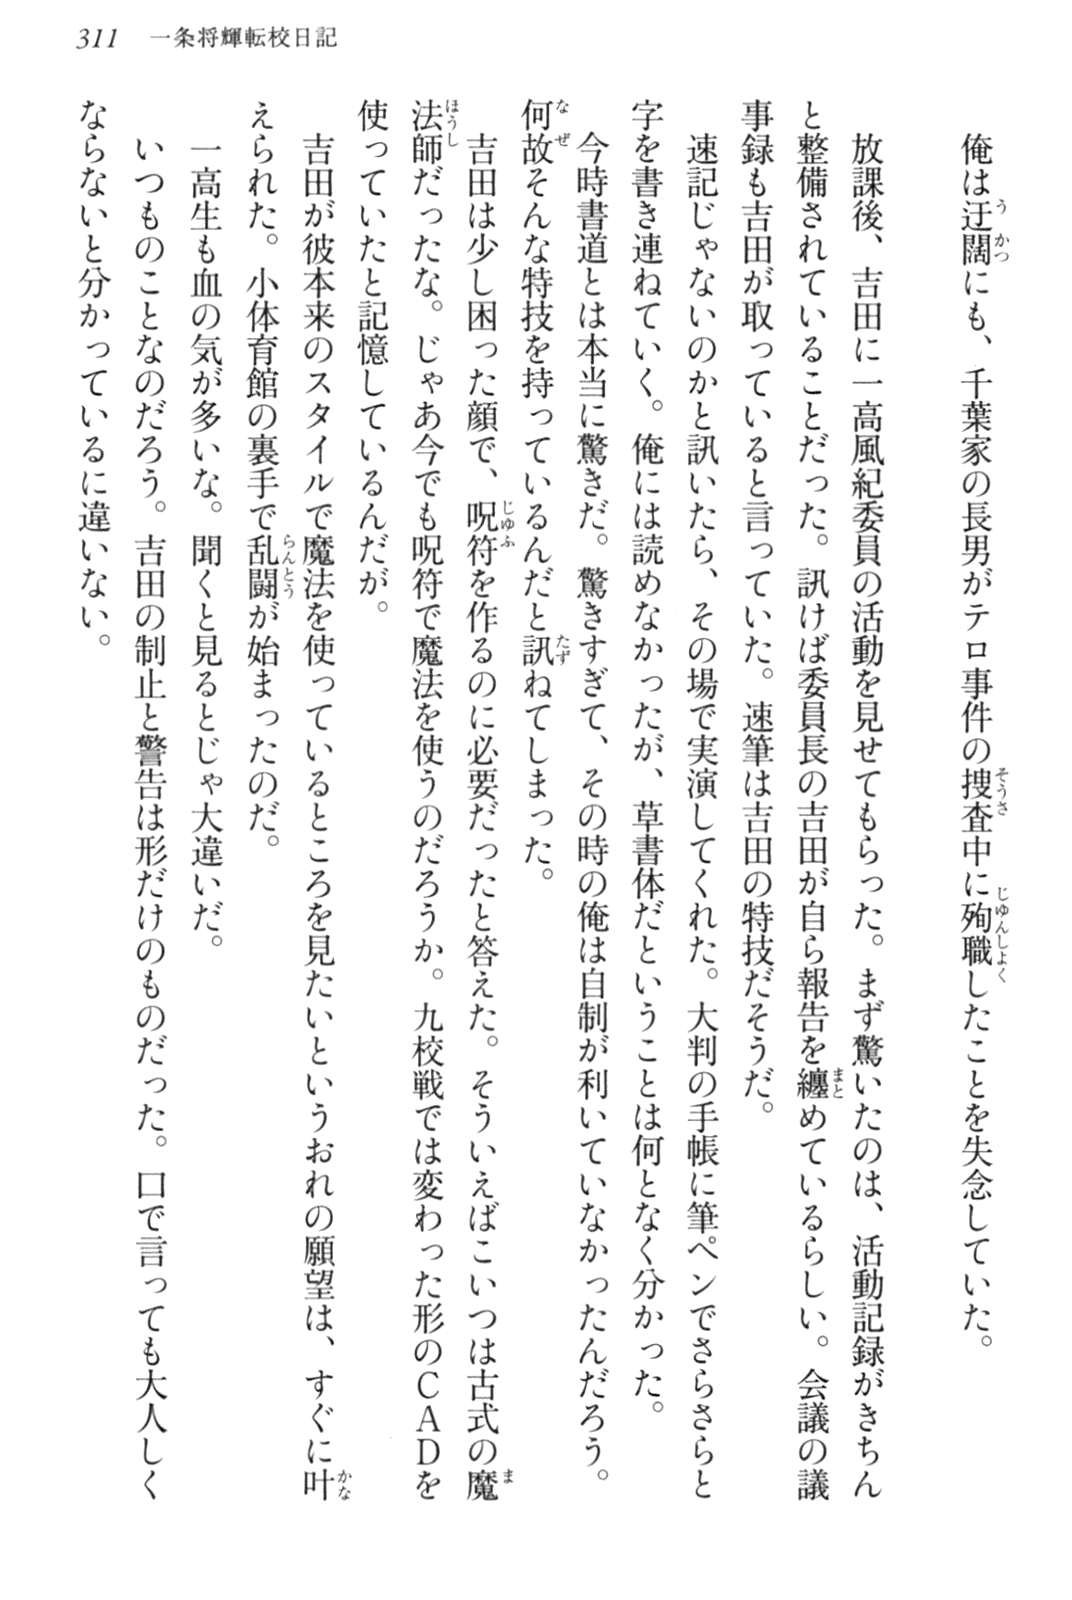 311　一条将輝転校日記
俺は迂闊にも、千葉家の長男がテロ事件の捜査中に殉職したことを失念していた。
放課後、吉田に一高風紀委員の活動を見せてもらった。まず驚いたのは、活動記録がきちん
と整備されていることだった。訊けば委員長の吉田が自ら報告を纏めているらしい。会議の議
事録も吉田が取っていると言っていた。速筆は吉田の特技だそうだ。
速記じゃないのかと訊いたら、その場で実演してくれた。大判の手帳に筆ペンでさらさらと
字を書き連ねていく。俺には読めなかったが、草書体だということは何となく分かった。
今時書道とは本当に驚きだ。驚きすぎて、その時の俺は自制が利いていなかったんだろう。
何故そんな特技を持っているんだと訊ねてしまった。
吉田は少し困った顔で、呪符を作るのに必要だったと答えた。そういえばこいつは古式の魔
法師だったな。じゃあ今でも呪符で魔法を使うのだろうか。九校戦では変わった形のＣＡＤを
使っていたと記憶しているんだが。
吉田が彼本来のスタイルで魔法を使っているところを見たいというおれの願望は、すぐに叶
えられた。小体育館の裏手で乱闘が始まったのだ。
一高生も血の気が多いな。聞くと見るとじゃ大違いだ。
いつものことなのだろう。吉田の制止と警告は形だけのものだった。口で言っても大人しく
ならないと分かっているに違いない。